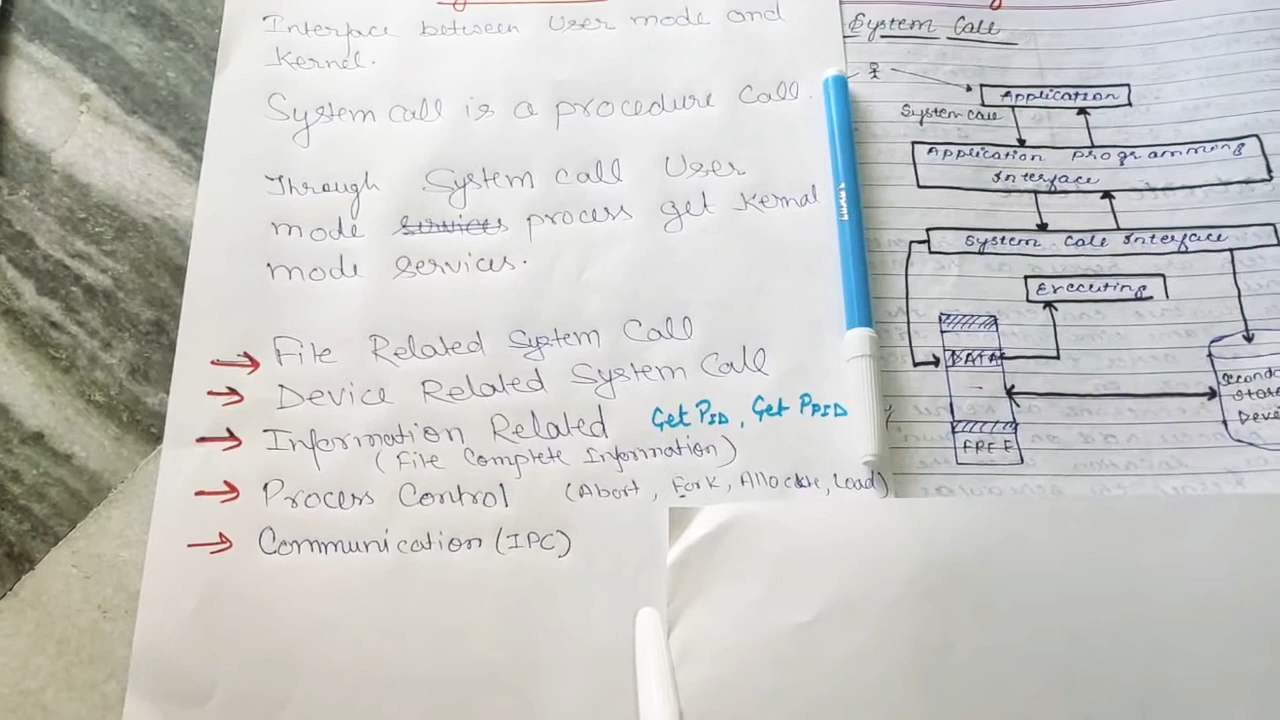 Interface between User mode and
Kernel.
System call is a procedure Call.
Through System call User
mode services process get Kernal
mode services.
→ File Related System Call
→ Device Related System Call
→ Information Related Get PID, Get PPID
(File Complete Information)
→ Process Control (Abort, Fork, Allocate, Load)
→ Communication (IPC)
System Call
Application
System call
Application Programming
Interface
System Call Interface
Executing
DATA
FREE